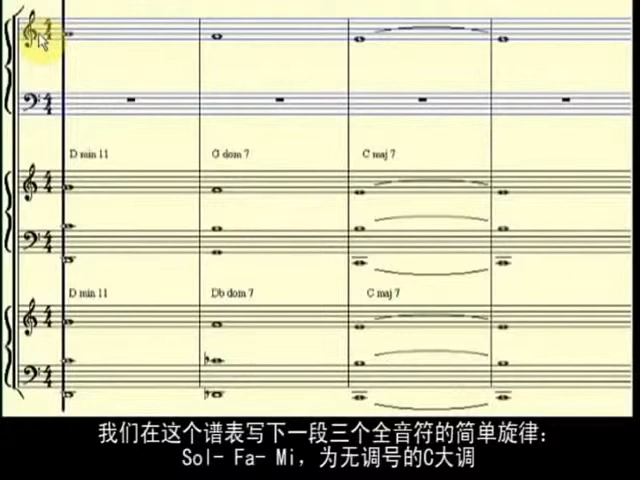 D min 11 G dom 7 C maj 7
D min 11 Db dom 7 C maj 7
我们在这个谱表写下一段三个全音符的简单旋律：
Sol- Fa- Mi，为无调号的C大调